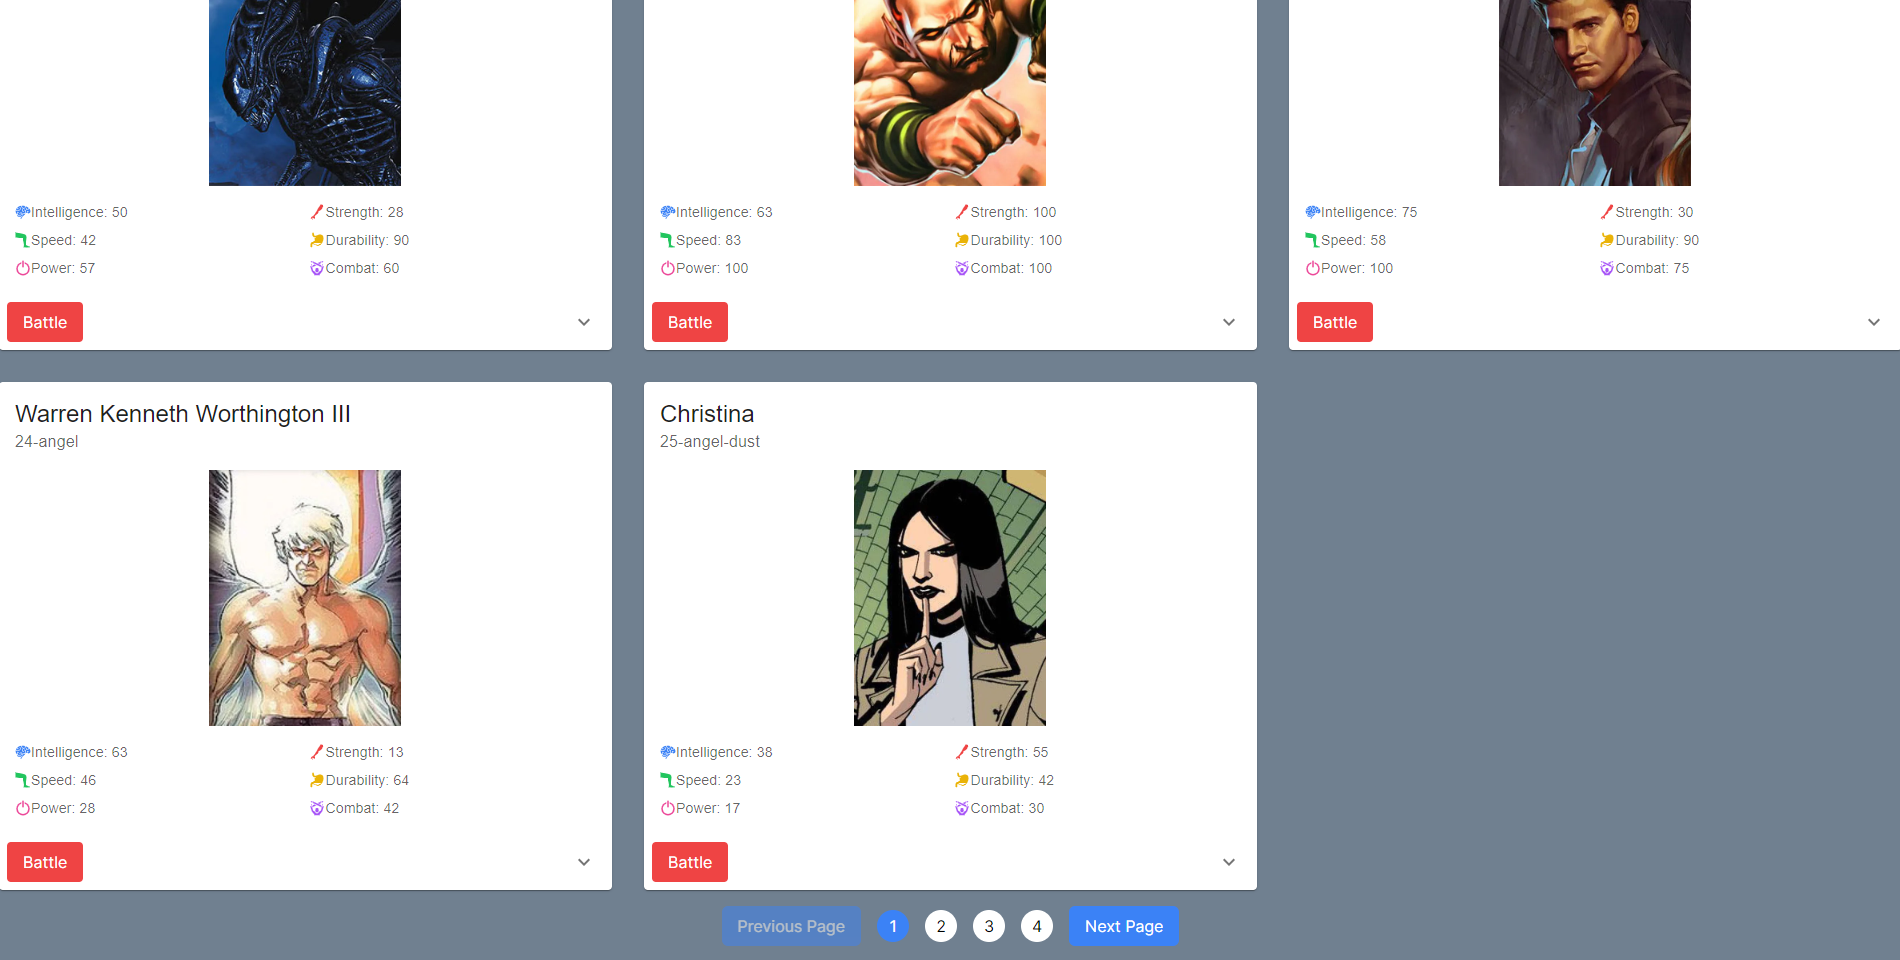 Intelligence: 50
Strength: 28
Speed: 42
Durability: 90
Power: 57
Combat: 60
Battle
Intelligence: 63
Strength: 100
Speed: 83
Durability: 100
Power: 100
Combat: 100
Battle
Intelligence: 75
Strength: 30
Speed: 58
Durability: 90
Power: 100
Combat: 75
Battle
Warren Kenneth Worthington III
24-angel
Intelligence: 63
Strength: 13
Speed: 46
Durability: 64
Power: 28
Combat: 42
Battle
Christina
25-angel-dust
Intelligence: 38
Strength: 55
Speed: 23
Durability: 42
Power: 17
Combat: 30
Battle
Previous Page 1 2 3 4 Next Page